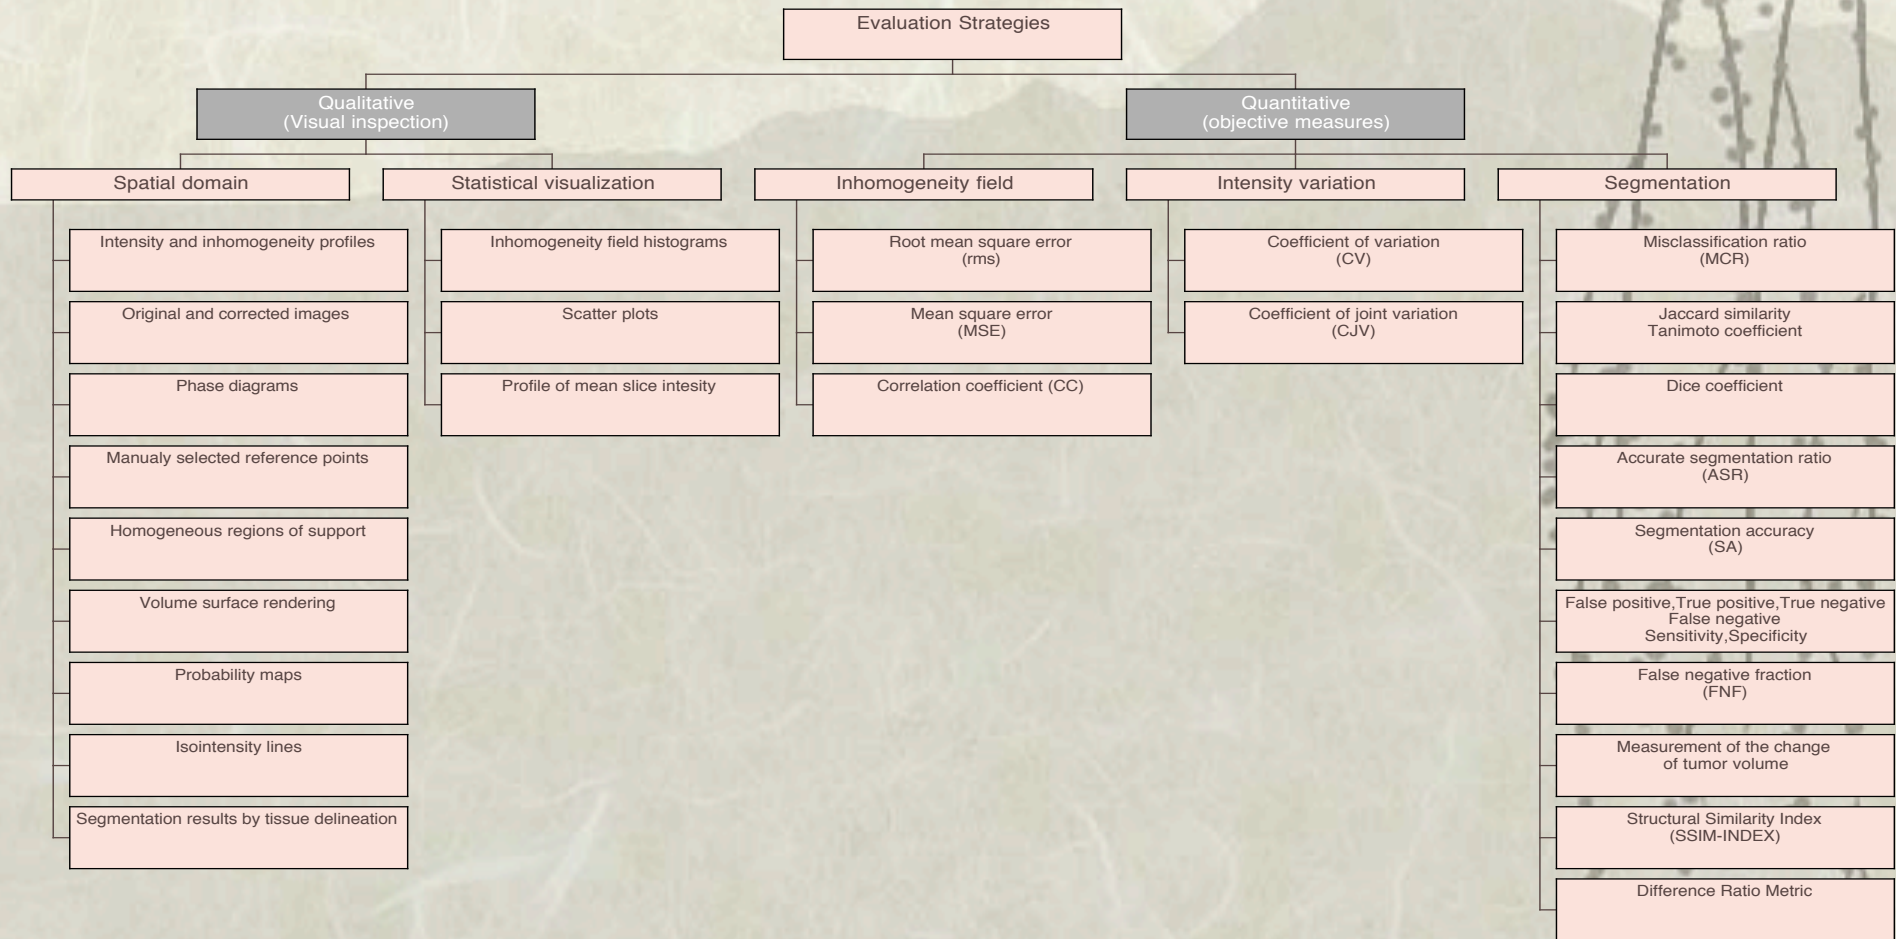 Evaluation Strategies
Qualitative
(Visual inspection)
Quantitative
(objective measures)
Spatial domain
Statistical visualization
Inhomogeneity field
Intensity variation
Segmentation
Intensity and inhomogeneity profiles
Original and corrected images
Phase diagrams
Manualy selected reference points
Homogeneous regions of support
Volume surface rendering
Probability maps
Isointensity lines
Segmentation results by tissue delineation
Inhomogeneity field histograms
Scatter plots
Profile of mean slice intesity
Root mean square error
(rms)
Mean square error
(MSE)
Correlation coefficient (CC)
Coefficient of variation
(CV)
Coefficient of joint variation
(CJV)
Misclassification ratio
(MCR)
Jaccard similarity
Tanimoto coefficient
Dice coefficient
Accurate segmentation ratio
(ASR)
Segmentation accuracy
(SA)
False positive,True positive,True negative
False negative
Sensitivity,Specificity
False negative fraction
(FNF)
Measurement of the change
of tumor volume
Structural Similarity Index
(SSIM-INDEX)
Difference Ratio Metric